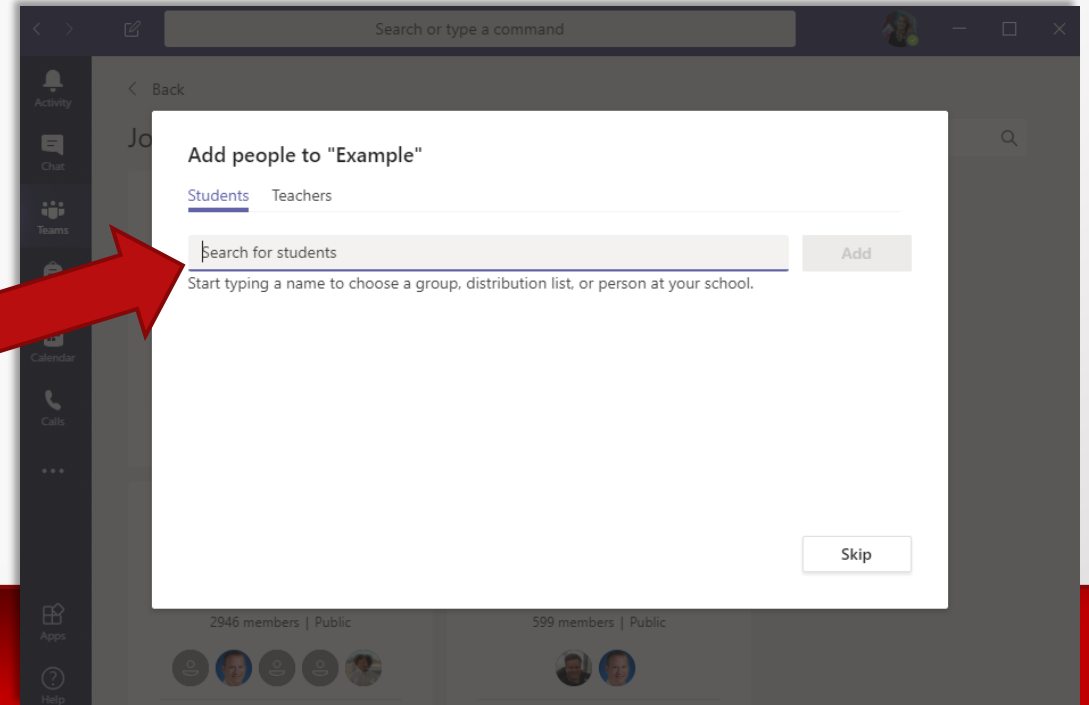 Search or type a command
Activity
< Back
Jo
Chat
Add people to "Example"
Students Teachers
Teams
Search for students
Add
Start typing a name to choose a group, distribution list, or person at your school.
Calendar
Calls
Skip
2946 members | Public
599 members | Public
Apps
Help